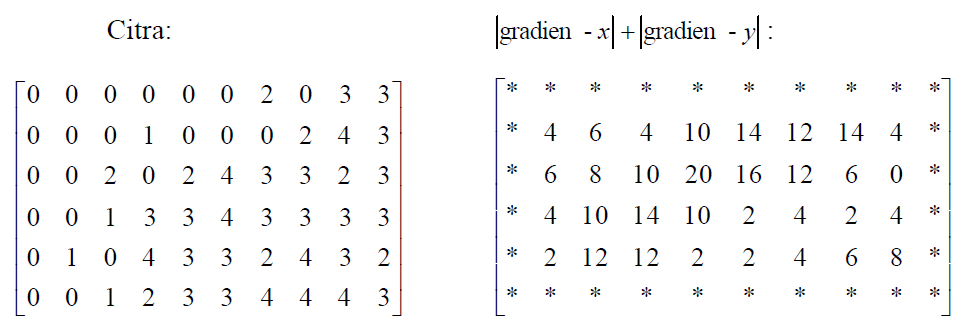 Citra: |gradien - x| + |gradien - y| :
0 0 0 0 0 0 2 0 3 3 * * * * * * * * * *
0 0 0 1 0 0 0 2 4 3 * 4 6 4 10 14 12 14 4 *
0 0 2 0 2 4 3 3 2 3 * 6 8 10 20 16 12 6 0 *
0 0 1 3 3 4 3 3 3 3 * 4 10 14 10 2 4 2 4 *
0 1 0 4 3 3 2 4 3 2 * 2 12 12 2 2 4 6 8 *
0 0 1 2 3 3 4 4 4 3 * * * * * * * * * *